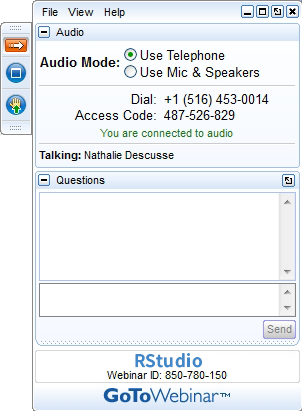 File View Help
Audio
Audio Mode: Use Telephone
Use Mic & Speakers
Dial: +1 (516) 453-0014
Access Code: 487-526-829
You are connected to audio
Talking: Nathalie Descusse
Questions
Send
RStudio
Webinar ID: 850-780-150
GoToWebinar™